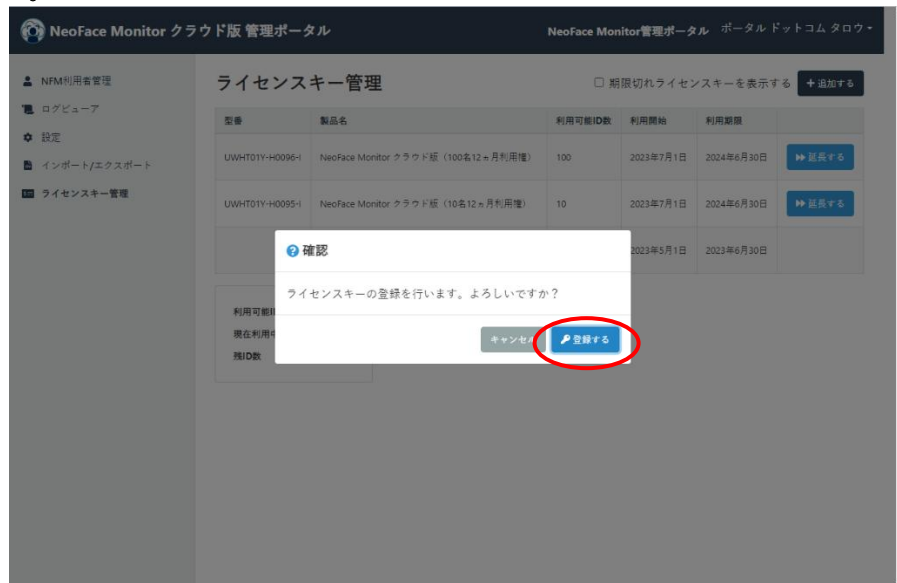 NeoFace Monitor クラウド版 管理ポータル
NeoFace Monitor管理ポータル ポータル ドットコム タロウ
NFM利用者管理
ログビューア
設定
インポート/エクスポート
ライセンスキー管理
ライセンスキー管理
期限切れライセンスキーを表示する
追加する
型番 製品名 利用可能ID数 利用開始 利用期限
UWHT01Y-H0096-I NeoFace Monitor クラウド版（100名12ヵ月利用権） 100 2023年7月1日 2024年6月30日 延長する
UWHT01Y-H0095-I NeoFace Monitor クラウド版（10名12ヵ月利用権） 10 2023年7月1日 2024年6月30日 延長する
2023年5月1日 2023年6月30日
確認
ライセンスキーの登録を行います。よろしいですか？
キャンセル 登録する
利用可能I
現在利用中
残ID数